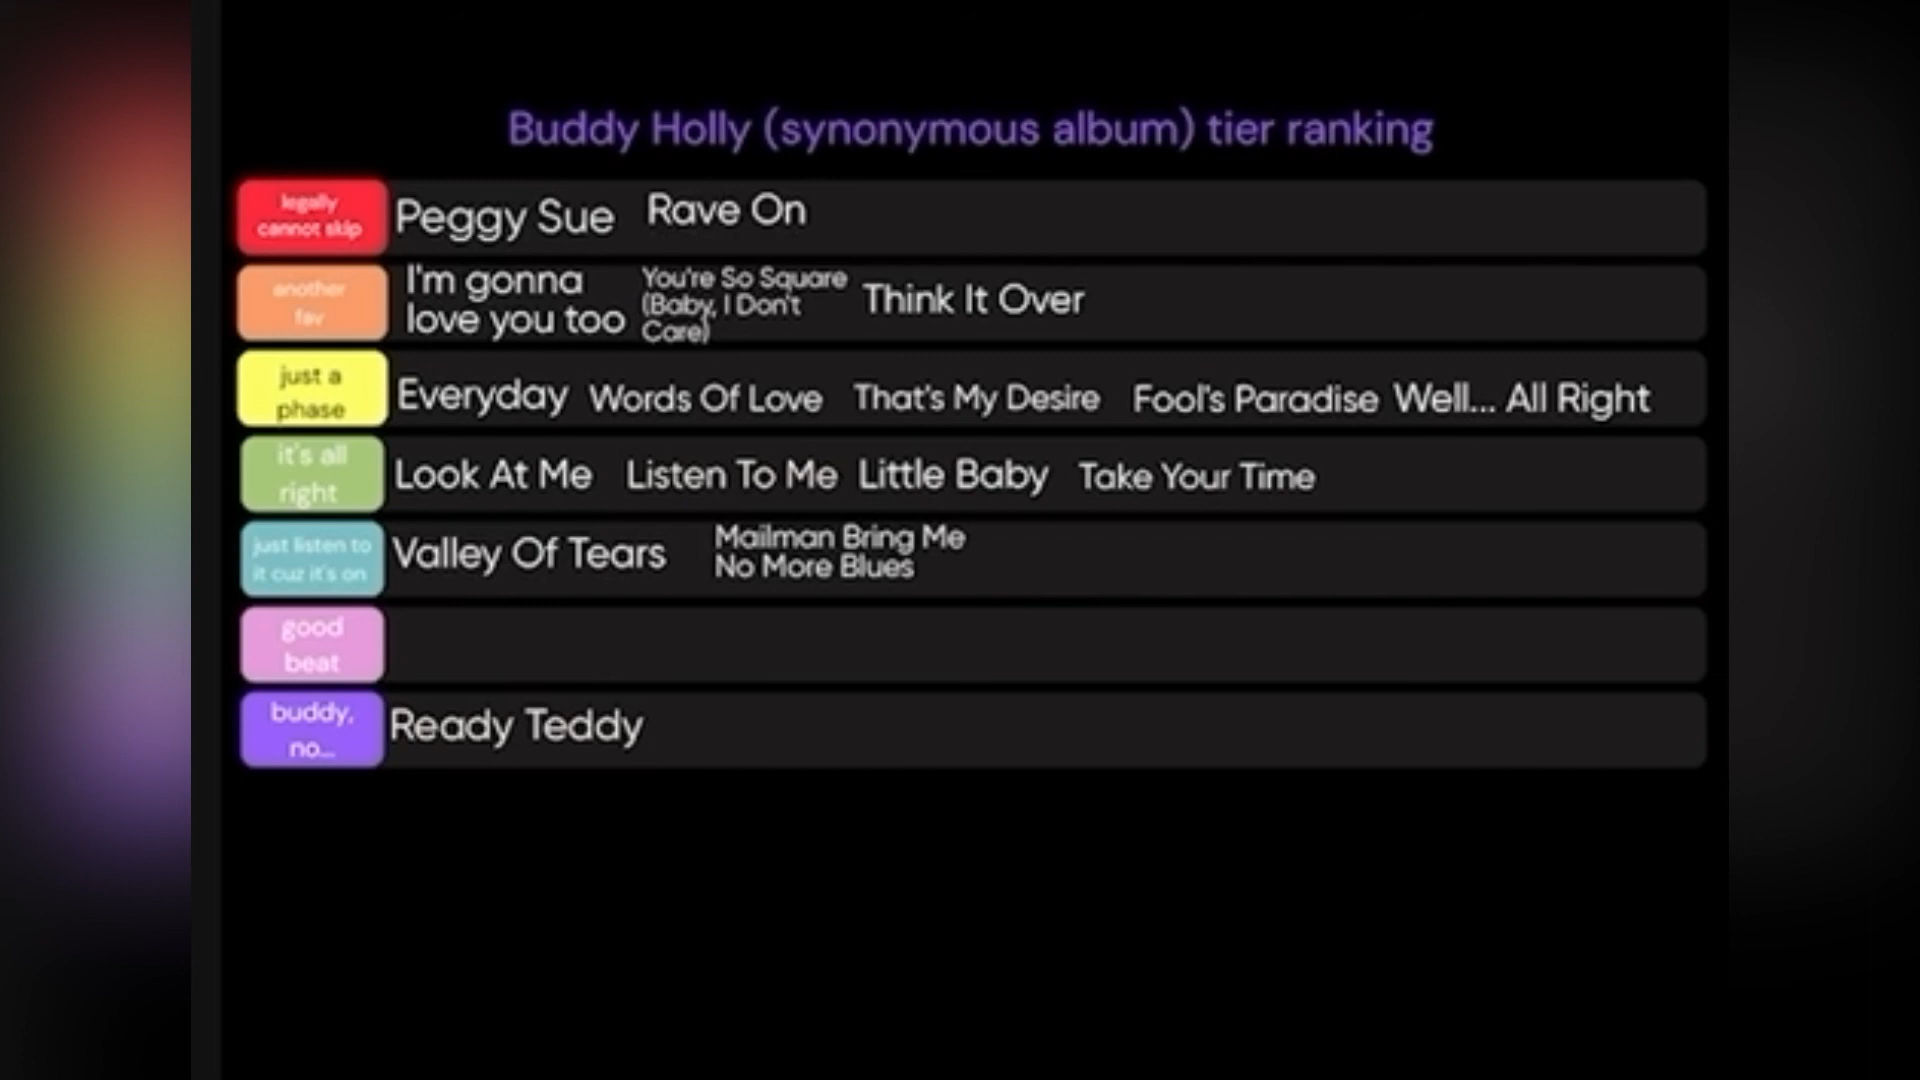 Buddy Holly (synonymous album) tier ranking
legally
cannot skip
Peggy Sue
Rave On
another
fav
I'm gonna
love you too
You're So Square
(Baby, I Don't
Care)
Think It Over
just a
phase
Everyday
Words Of Love
That's My Desire
Fool's Paradise
Well... All Right
it's all
right
Look At Me
Listen To Me
Little Baby
Take Your Time
just listen to
it cuz it's on
Valley Of Tears
Mailman Bring Me
No More Blues
good
beat
buddy,
no...
Ready Teddy